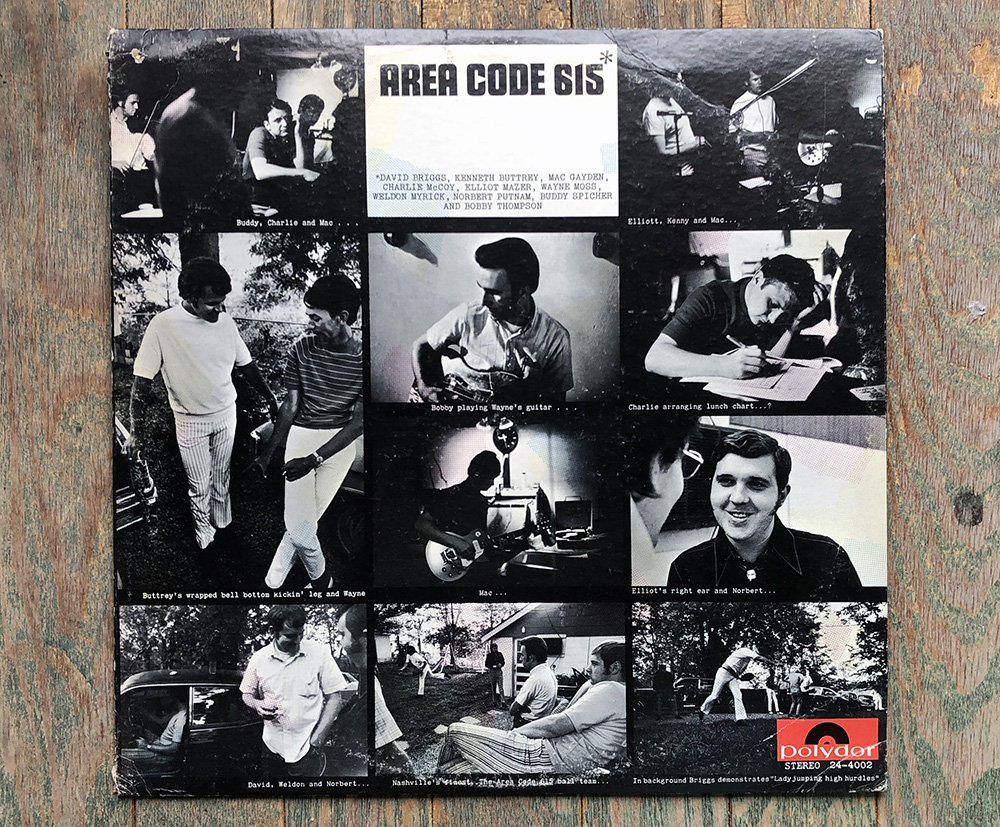 AREA CODE 615*
*DAVID BRIGGS, KENNETH BUTTREY, MAC GAYDEN,
CHARLIE McCOY, ELLIOT MAZER, WAYNE MOSS,
WELDON MYRICK, NORBERT PUTNAM, BUDDY SPICHER
AND BOBBY THOMPSON
Buddy, Charlie and Mac . . . .
Elliott, Kenny and Mac...
Bobby playing Wayne's guitar . . .
Charlie arranging lunch chart...?
Buttrey's wrapped bell bottom kickin' leg and Wayne
Mac ...
Elliot's right ear and Norbert...
David, Weldon and Norbert...
Nashville's finest, The Area Code 615 ball team...
In background Briggs demonstrates "Lady jumping high hurdles"
polydor
STEREO 24-4002